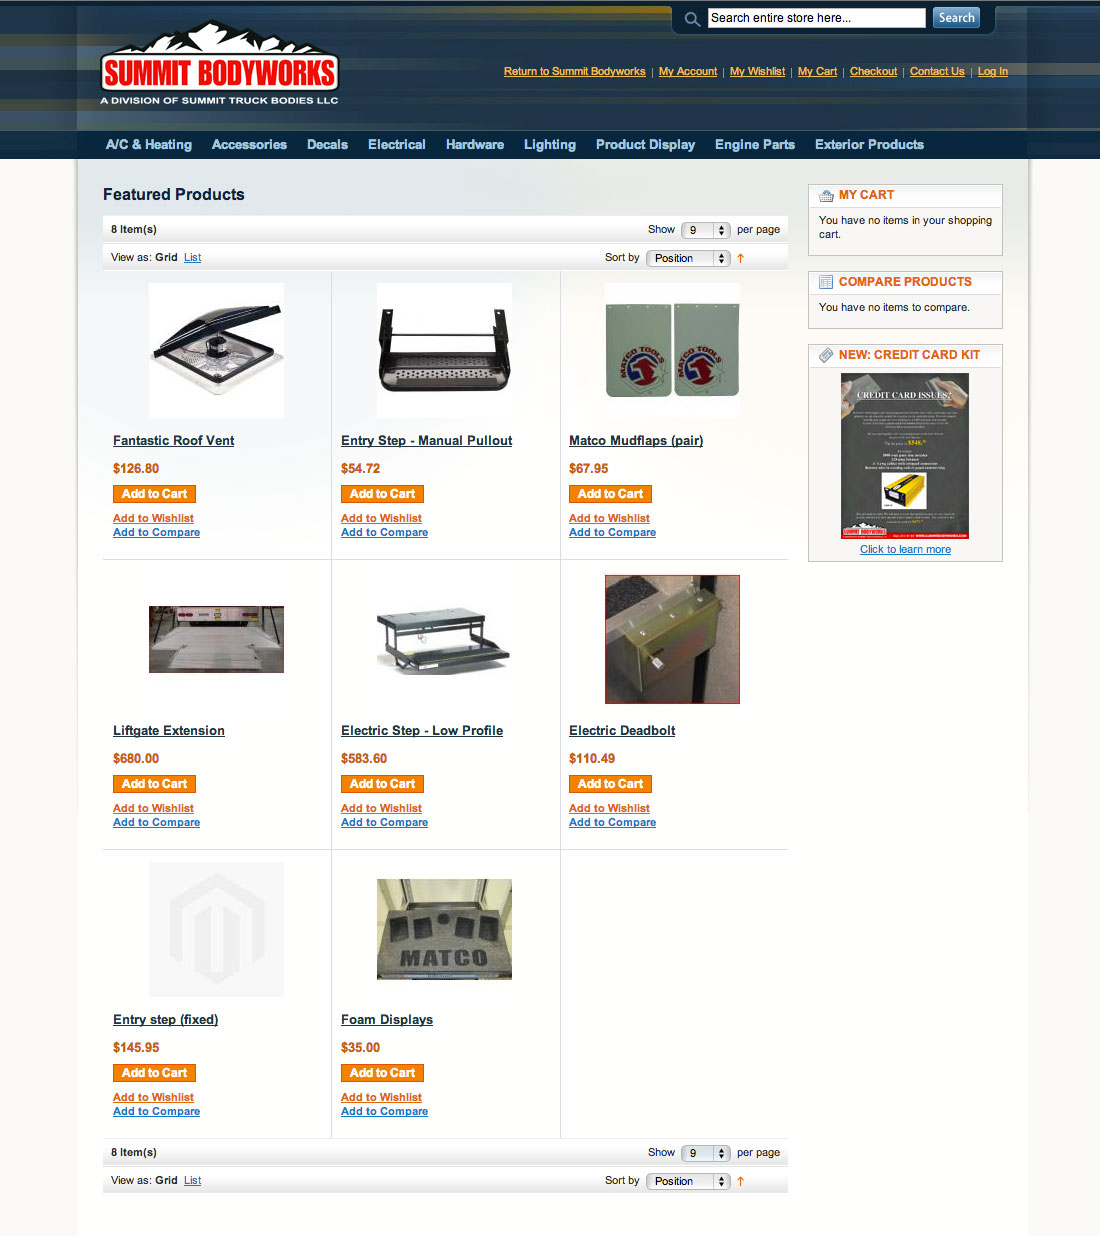 Search entire store here...
Search
SUMMIT BODYWORKS
A DIVISION OF SUMMIT TRUCK BODIES LLC
Return to Summit Bodyworks | My Account | My Wishlist | My Cart | Checkout | Contact Us | Log In
A/C & Heating Accessories Decals Electrical Hardware Lighting Product Display Engine Parts Exterior Products
Featured Products
8 Item(s)
Show 9 per page
View as: Grid List
Sort by Position
MATCO TOOLS
MATCO TOOLS
Fantastic Roof Vent
$126.80
Add to Cart
Add to Wishlist
Add to Compare
Entry Step - Manual Pullout
$54.72
Add to Cart
Add to Wishlist
Add to Compare
Matco Mudflaps (pair)
$67.95
Add to Cart
Add to Wishlist
Add to Compare
Liftgate Extension
$680.00
Add to Cart
Add to Wishlist
Add to Compare
Electric Step - Low Profile
$583.60
Add to Cart
Add to Wishlist
Add to Compare
Electric Deadbolt
$110.49
Add to Cart
Add to Wishlist
Add to Compare
Entry step (fixed)
$145.95
Add to Cart
Add to Wishlist
Add to Compare
MATCO
Foam Displays
$35.00
Add to Cart
Add to Wishlist
Add to Compare
8 Item(s)
Show 9 per page
View as: Grid List
Sort by Position
MY CART
You have no items in your shopping
cart.
COMPARE PRODUCTS
You have no items to compare.
NEW: CREDIT CARD KIT
CREDIT CARD ISSUES?
SUMMIT BODYWORKS
Click to learn more